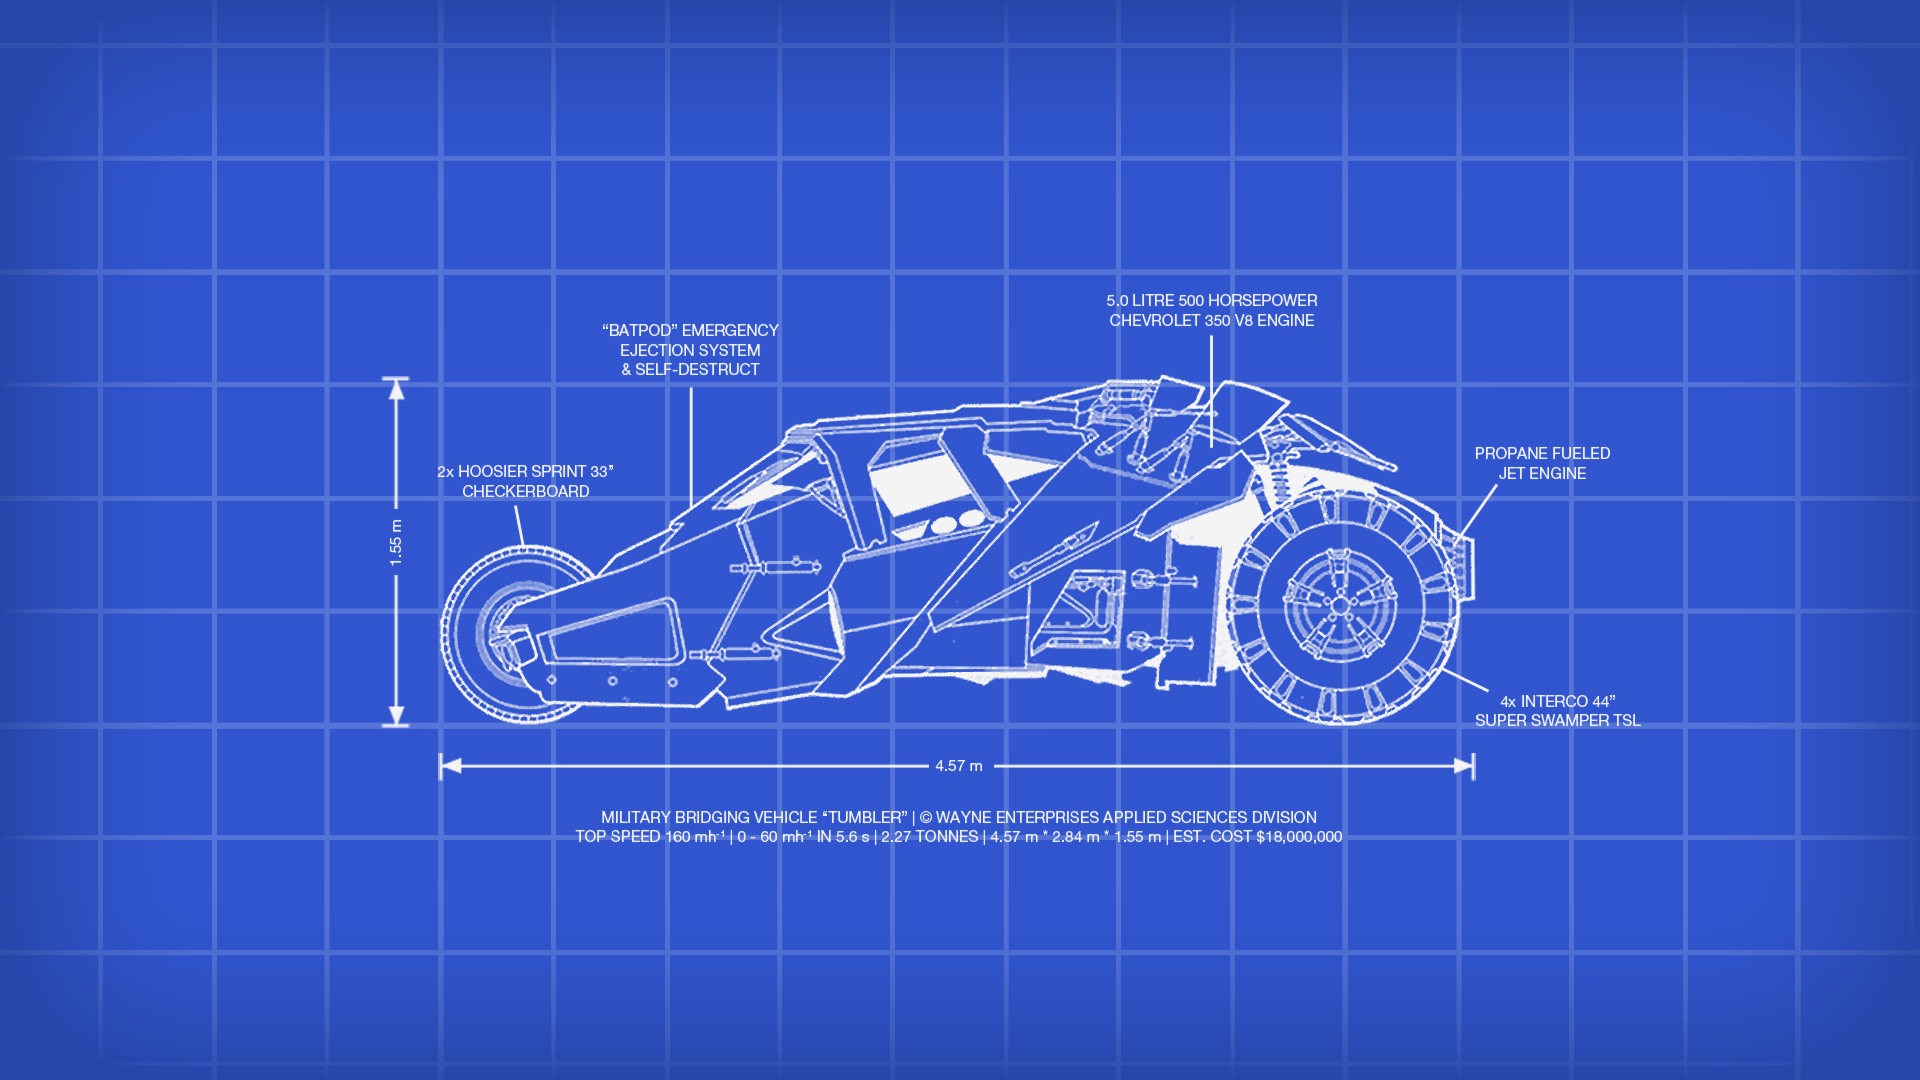 5.0 LITRE 500 HORSEPOWER
CHEVROLET 350 V8 ENGINE
“BATPOD” EMERGENCY
EJECTION SYSTEM
& SELF-DESTRUCT
PROPANE FUELED
JET ENGINE
2x HOOSIER SPRINT 33”
CHECKERBOARD
1.55 m
4x INTERCO 44”
SUPER SWAMPER TSL
4.57 m
MILITARY BRIDGING VEHICLE “TUMBLER” | © WAYNE ENTERPRISES APPLIED SCIENCES DIVISION
TOP SPEED 160 mh⁻¹ | 0 - 60 mh⁻¹ IN 5.6 s | 2.27 TONNES | 4.57 m * 2.84 m * 1.55 m | EST. COST $18,000,000